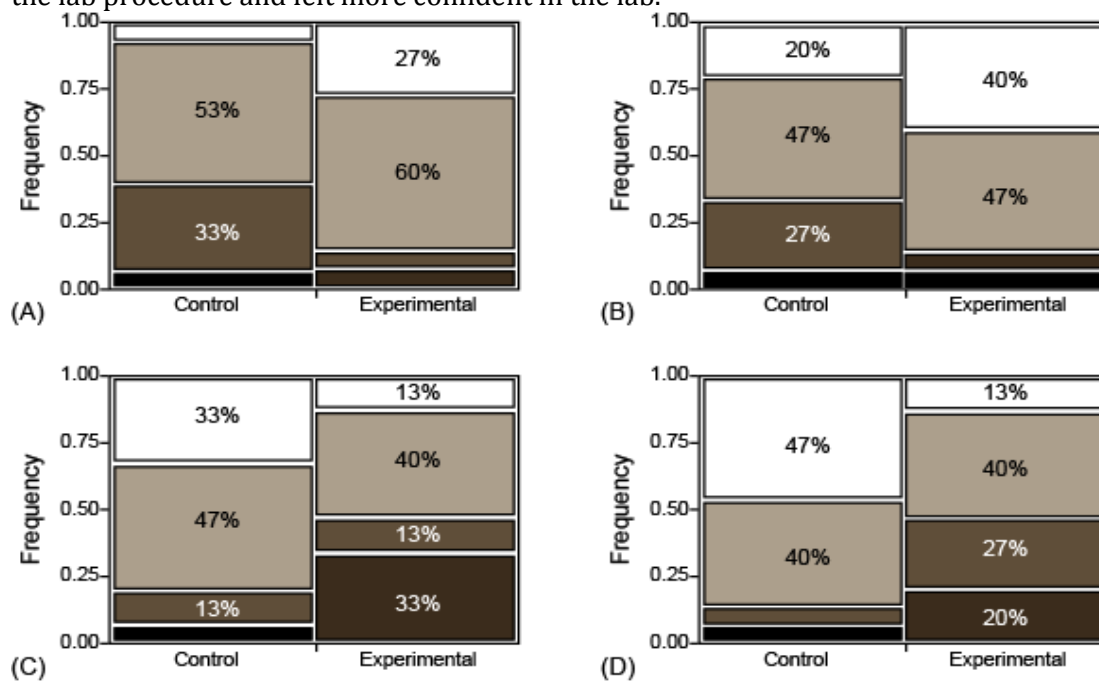 the lab procedure and felt more confident in the lab.
1.00
0.75
0.50
0.25
0.00
Frequency
53%
33%
27%
60%
Control
Experimental
(A)
1.00
0.75
0.50
0.25
0.00
Frequency
20%
47%
27%
40%
47%
Control
Experimental
(B)
1.00
0.75
0.50
0.25
0.00
Frequency
33%
47%
13%
13%
40%
13%
33%
Control
Experimental
(C)
1.00
0.75
0.50
0.25
0.00
Frequency
47%
40%
13%
40%
27%
20%
Control
Experimental
(D)